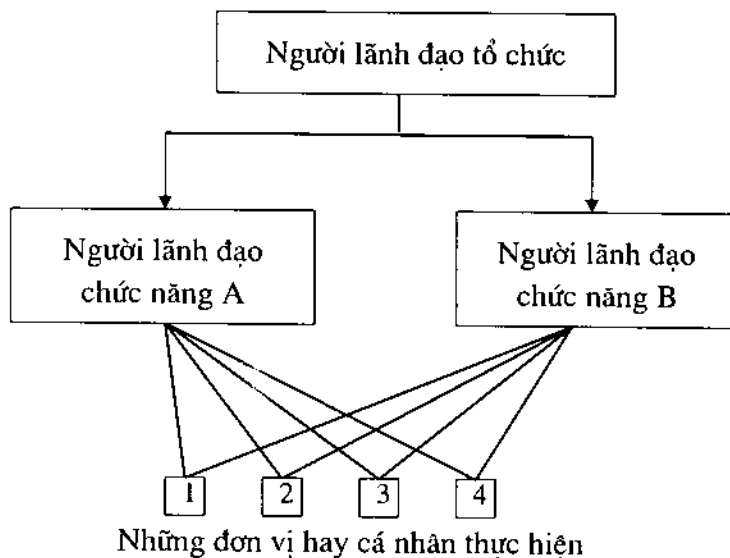 Người lãnh đạo tổ chức
Người lãnh đạo
chức năng A
Người lãnh đạo
chức năng B
1
2
3
4
Những đơn vị hay cá nhân thực hiện